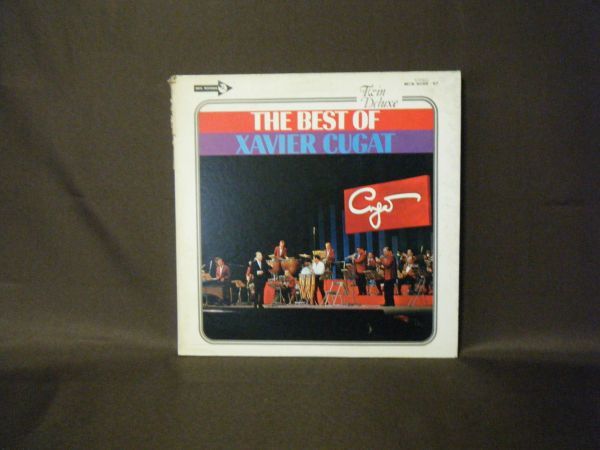 Twin
Deluxe
THE BEST OF
XAVIER CUGAT
Cugat